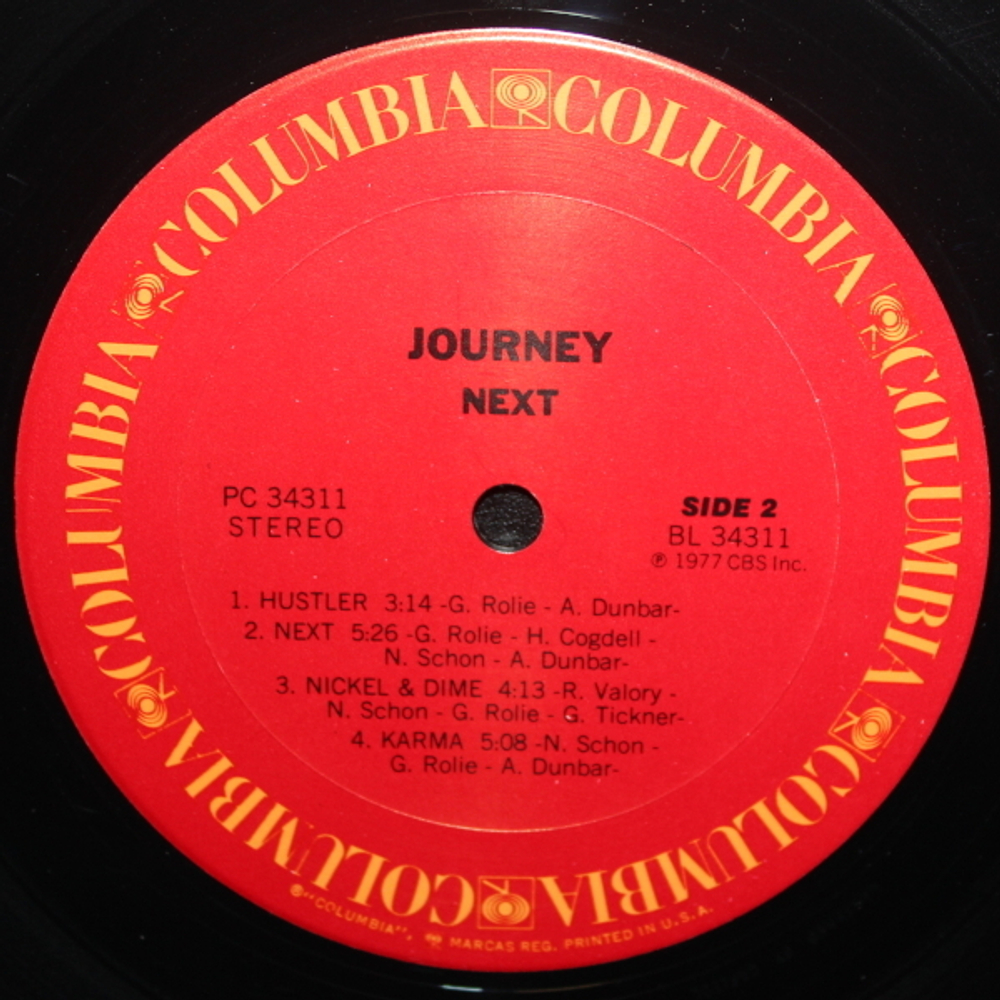 COLUMBIA COLUMBIA COLUMBIA COLUMBIA COLUMBIA COLUMBIA
JOURNEY
NEXT
PC 34311
STEREO
SIDE 2
BL 34311
℗ 1977 CBS Inc.
1. HUSTLER 3:14 -G. Rolie - A. Dunbar-
2. NEXT 5:26 -G. Rolie - H. Cogdell -
N. Schon - A. Dunbar-
3. NICKEL & DIME 4:13 -R. Valory -
N. Schon - G. Rolie - G. Tickner-
4. KARMA 5:08 -N. Schon -
G. Rolie - A. Dunbar-
®"COLUMBIA", MARCAS REG. PRINTED IN U.S.A.